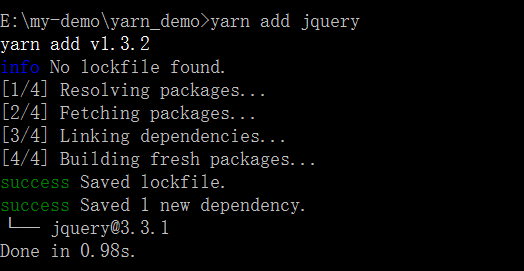 E:\my-demo\yarn_demo>yarn add jquery
yarn add v1.3.2
info No lockfile found.
[1/4] Resolving packages...
[2/4] Fetching packages...
[3/4] Linking dependencies...
[4/4] Building fresh packages...
success Saved lockfile.
success Saved 1 new dependency.
└── jquery@3.3.1
Done in 0.98s.